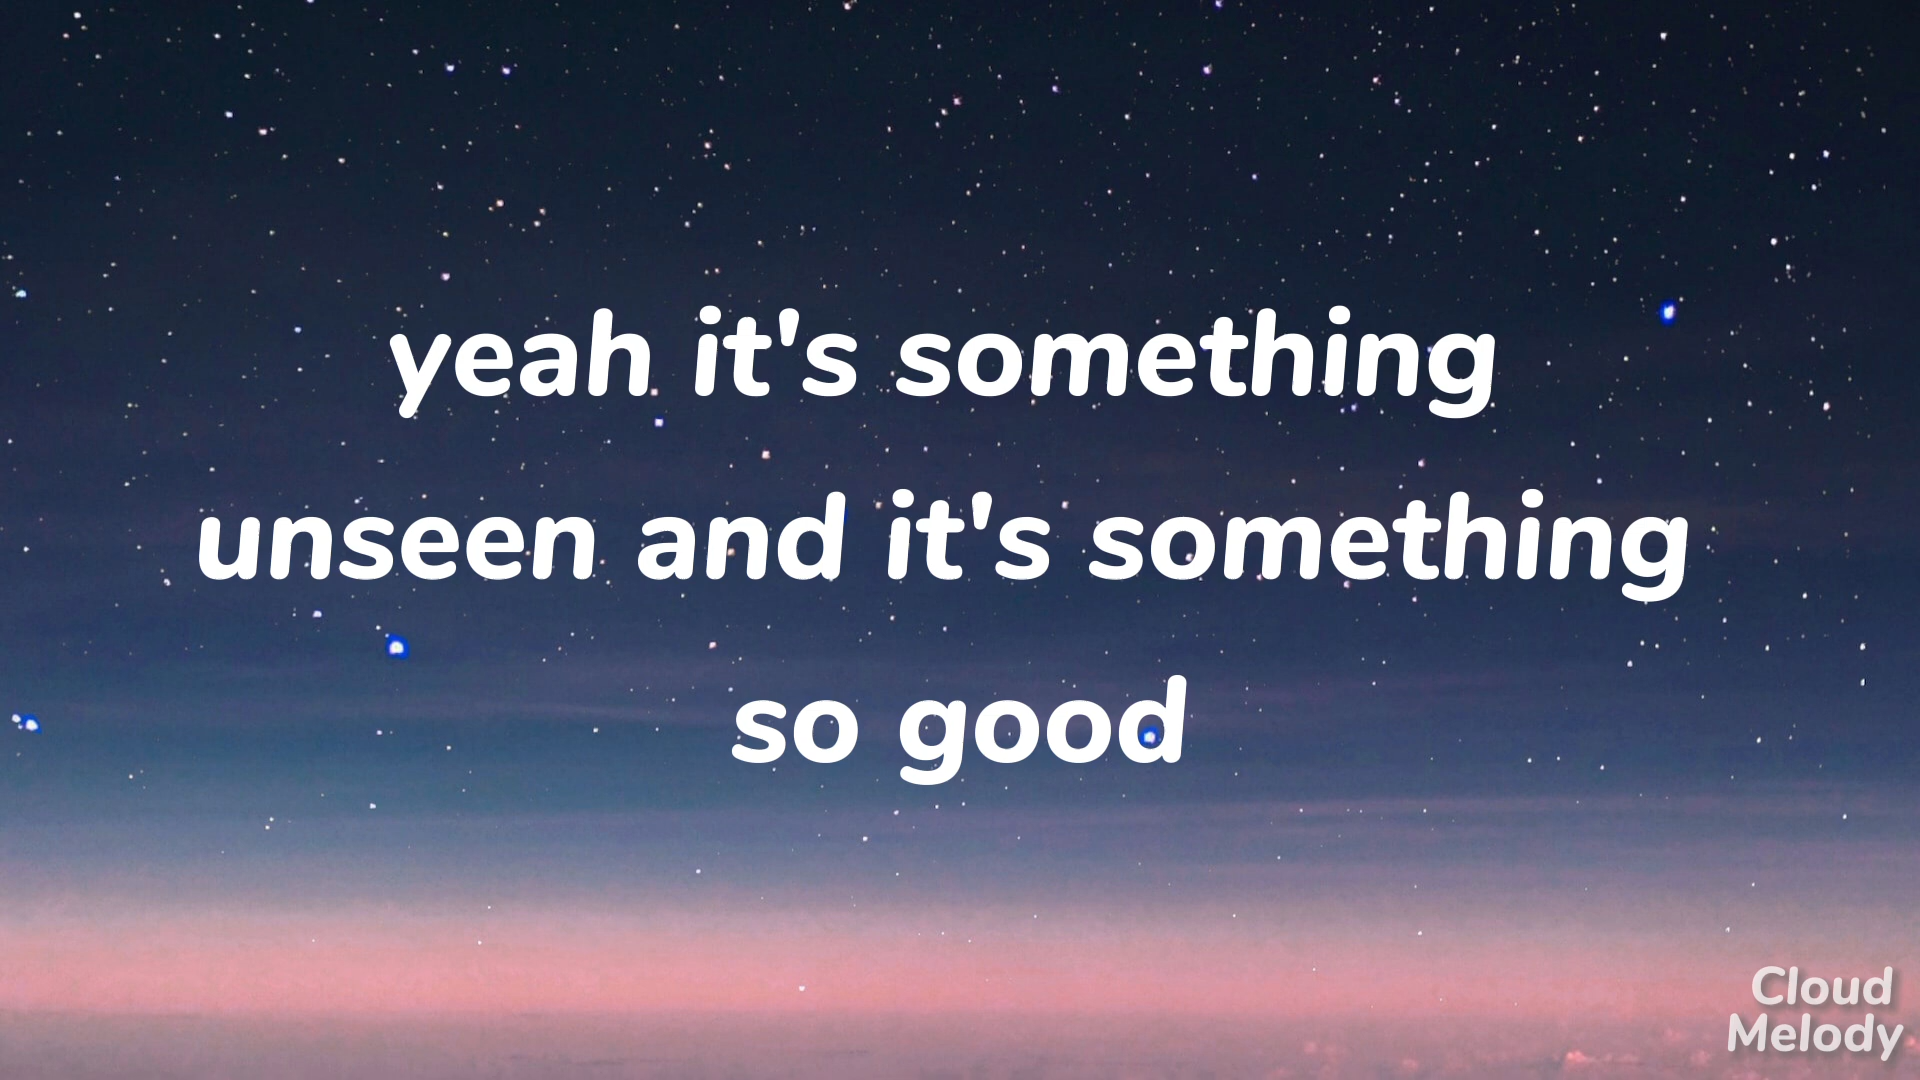 yeah it's something
unseen and it's something
so good
Cloud
Melody